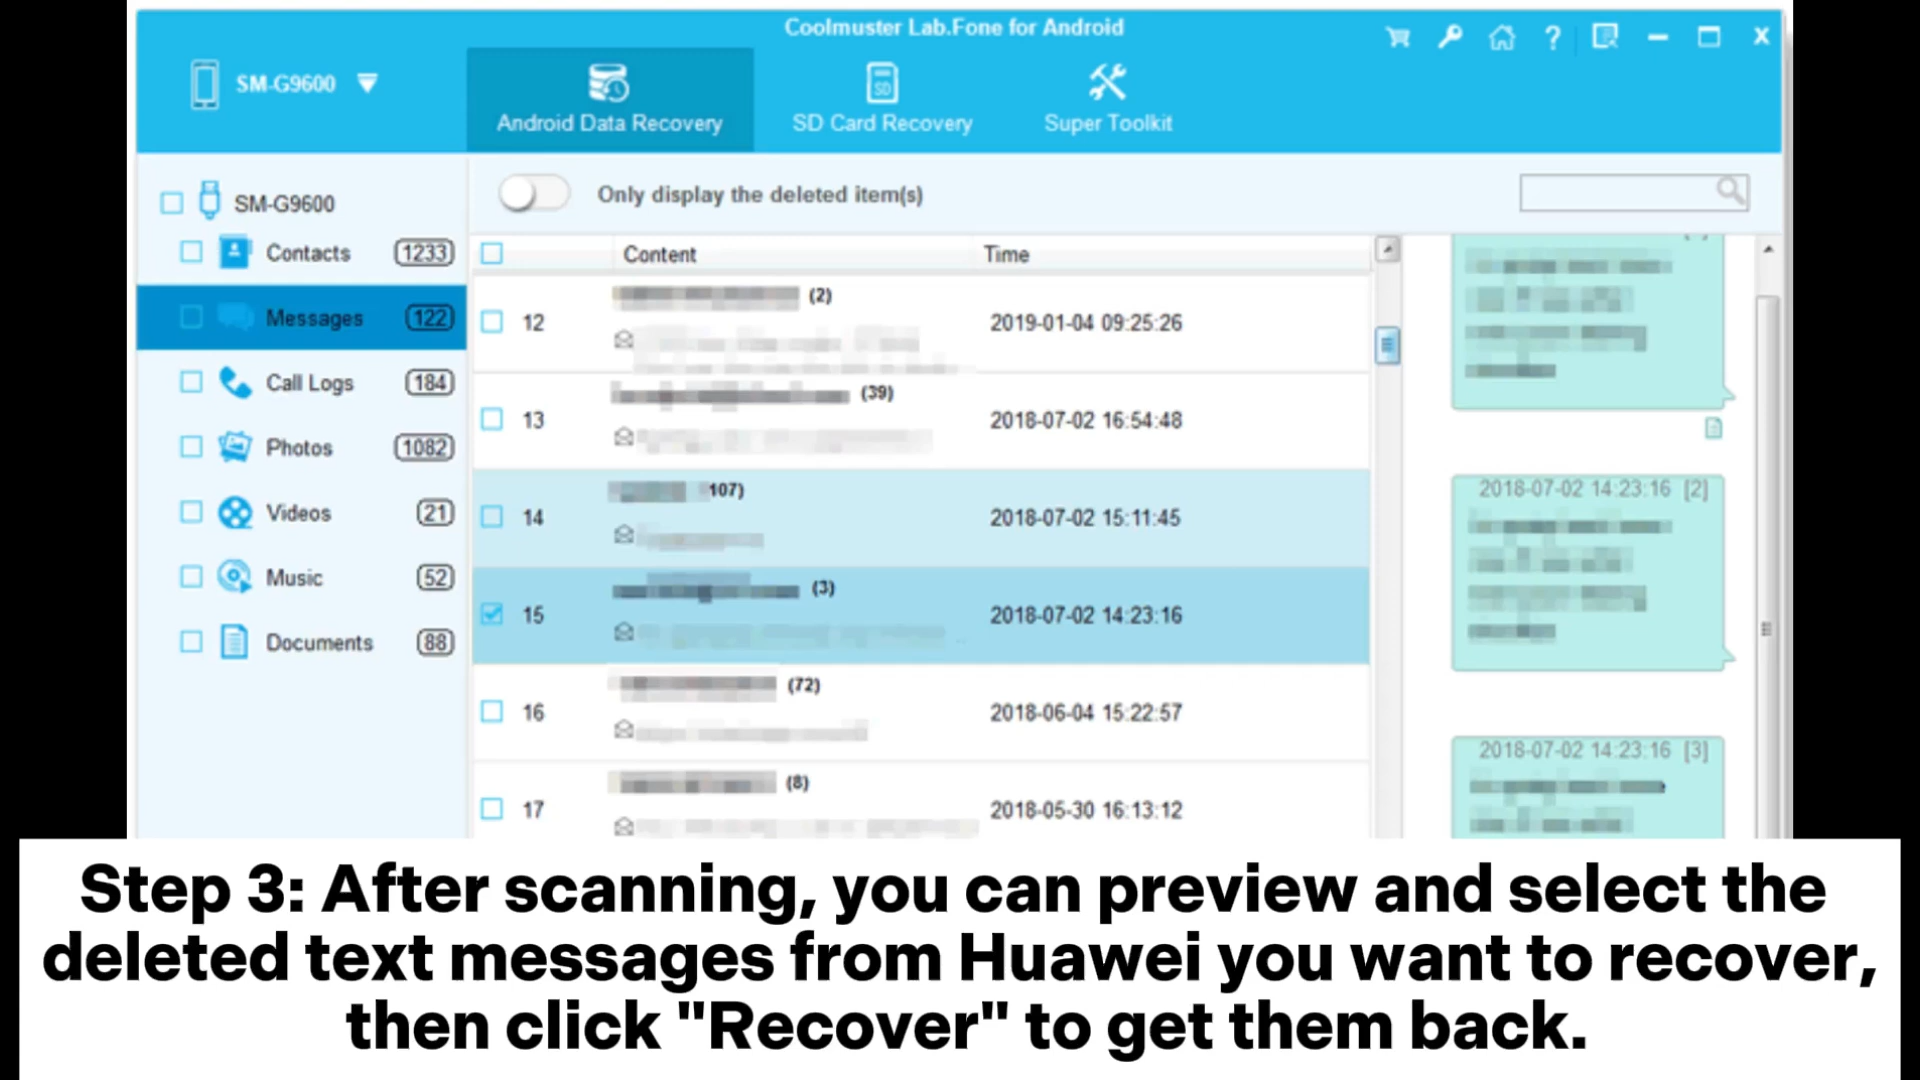 Coolmuster Lab.Fone for Android
SM-G9600
Android Data Recovery
SD
SD Card Recovery
Super Toolkit
SM-G9600
Only display the deleted item(s)
Contacts (1233)
Messages (122)
Call Logs (184)
Photos (1082)
Videos (21)
Music (52)
Documents (88)
Content Time
12 (2) 2019-01-04 09:25:26
13 (39) 2018-07-02 16:54:48
14 107) 2018-07-02 15:11:45
15 (3) 2018-07-02 14:23:16
16 (72) 2018-06-04 15:22:57
17 (8) 2018-05-30 16:13:12
2018-07-02 14:23:16 [2]
2018-07-02 14:23:16 [3]
Step 3: After scanning, you can preview and select the
deleted text messages from Huawei you want to recover,
then click "Recover" to get them back.